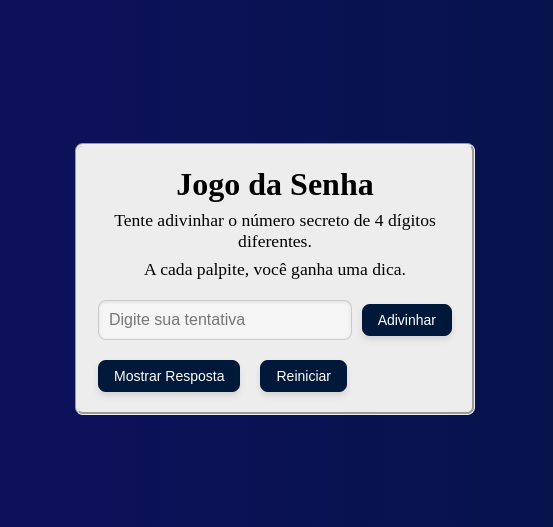 Jogo da Senha
Tente adivinhar o número secreto de 4 dígitos
diferentes.
A cada palpite, você ganha uma dica.
Digite sua tentativa
Adivinhar
Mostrar Resposta
Reiniciar